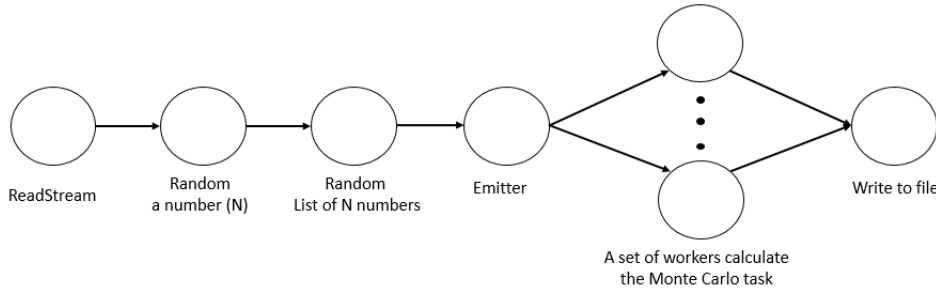 ReadStream
Random
a number (N)
Random
List of N numbers
Emitter
A set of workers calculate
the Monte Carlo task
Write to file